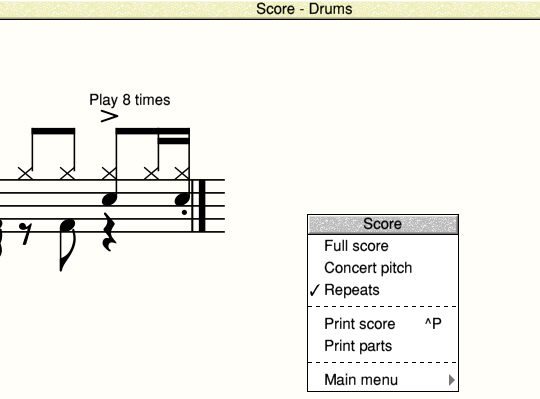 Score - Drums
Play 8 times
Score
Full score
Concert pitch
✓ Repeats
Print score ^P
Print parts
Main menu